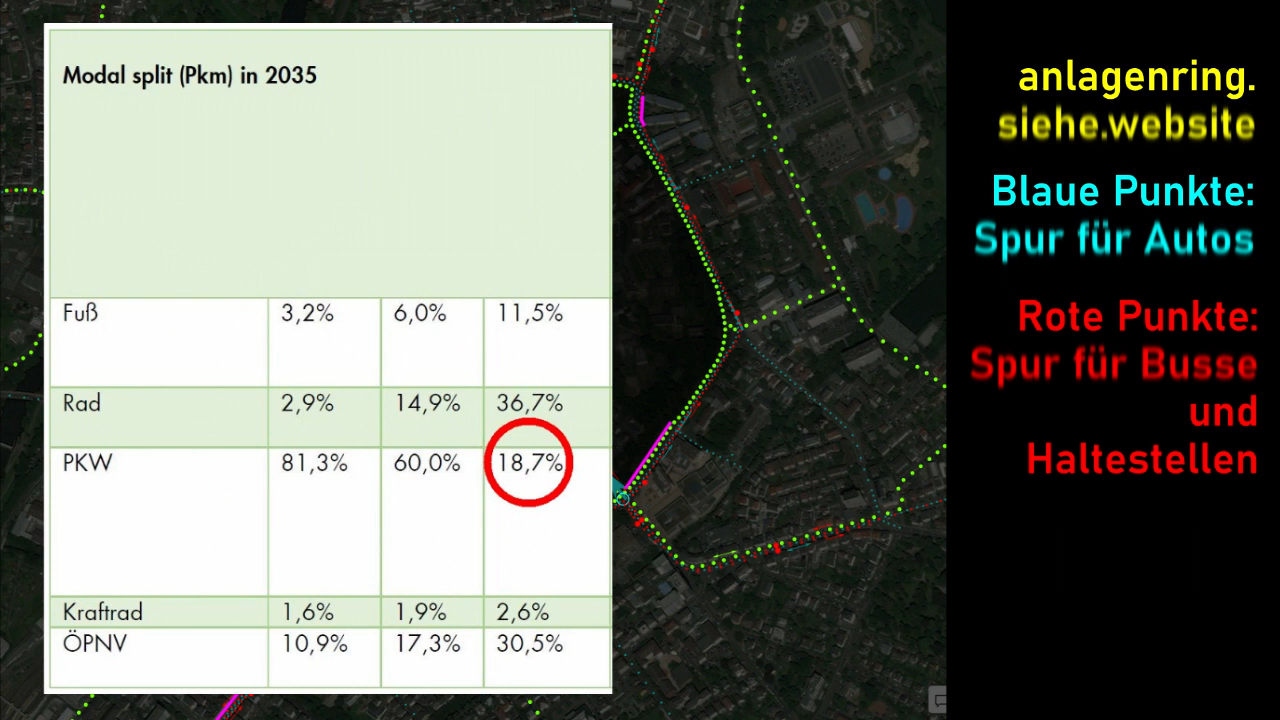 Modal split (Pkm) in 2035
Fuß 3,2% 6,0% 11,5%
Rad 2,9% 14,9% 36,7%
PKW 81,3% 60,0% 18,7%
Kraftrad 1,6% 1,9% 2,6%
ÖPNV 10,9% 17,3% 30,5%
anlagenring.
siehe.website
Blaue Punkte:
Spur für Autos
Rote Punkte:
Spur für Busse
und
Haltestellen